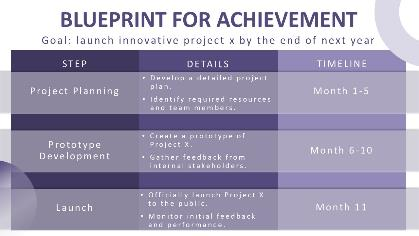 BLUEPRINT FOR ACHIEVEMENT
Goal: launch innovative project x by the end of next year
STEP
DETAILS
TIMELINE
Project Planning
• Develop a detailed project
plan.
• Identify required resources
and team members.
Month 1-5
Prototype
Development
• Create a prototype of
Project X.
• Gather feedback from
internal stakeholders.
Month 6-10
Launch
• Officially launch Project X
to the public.
• Monitor initial feedback
and performance.
Month 11